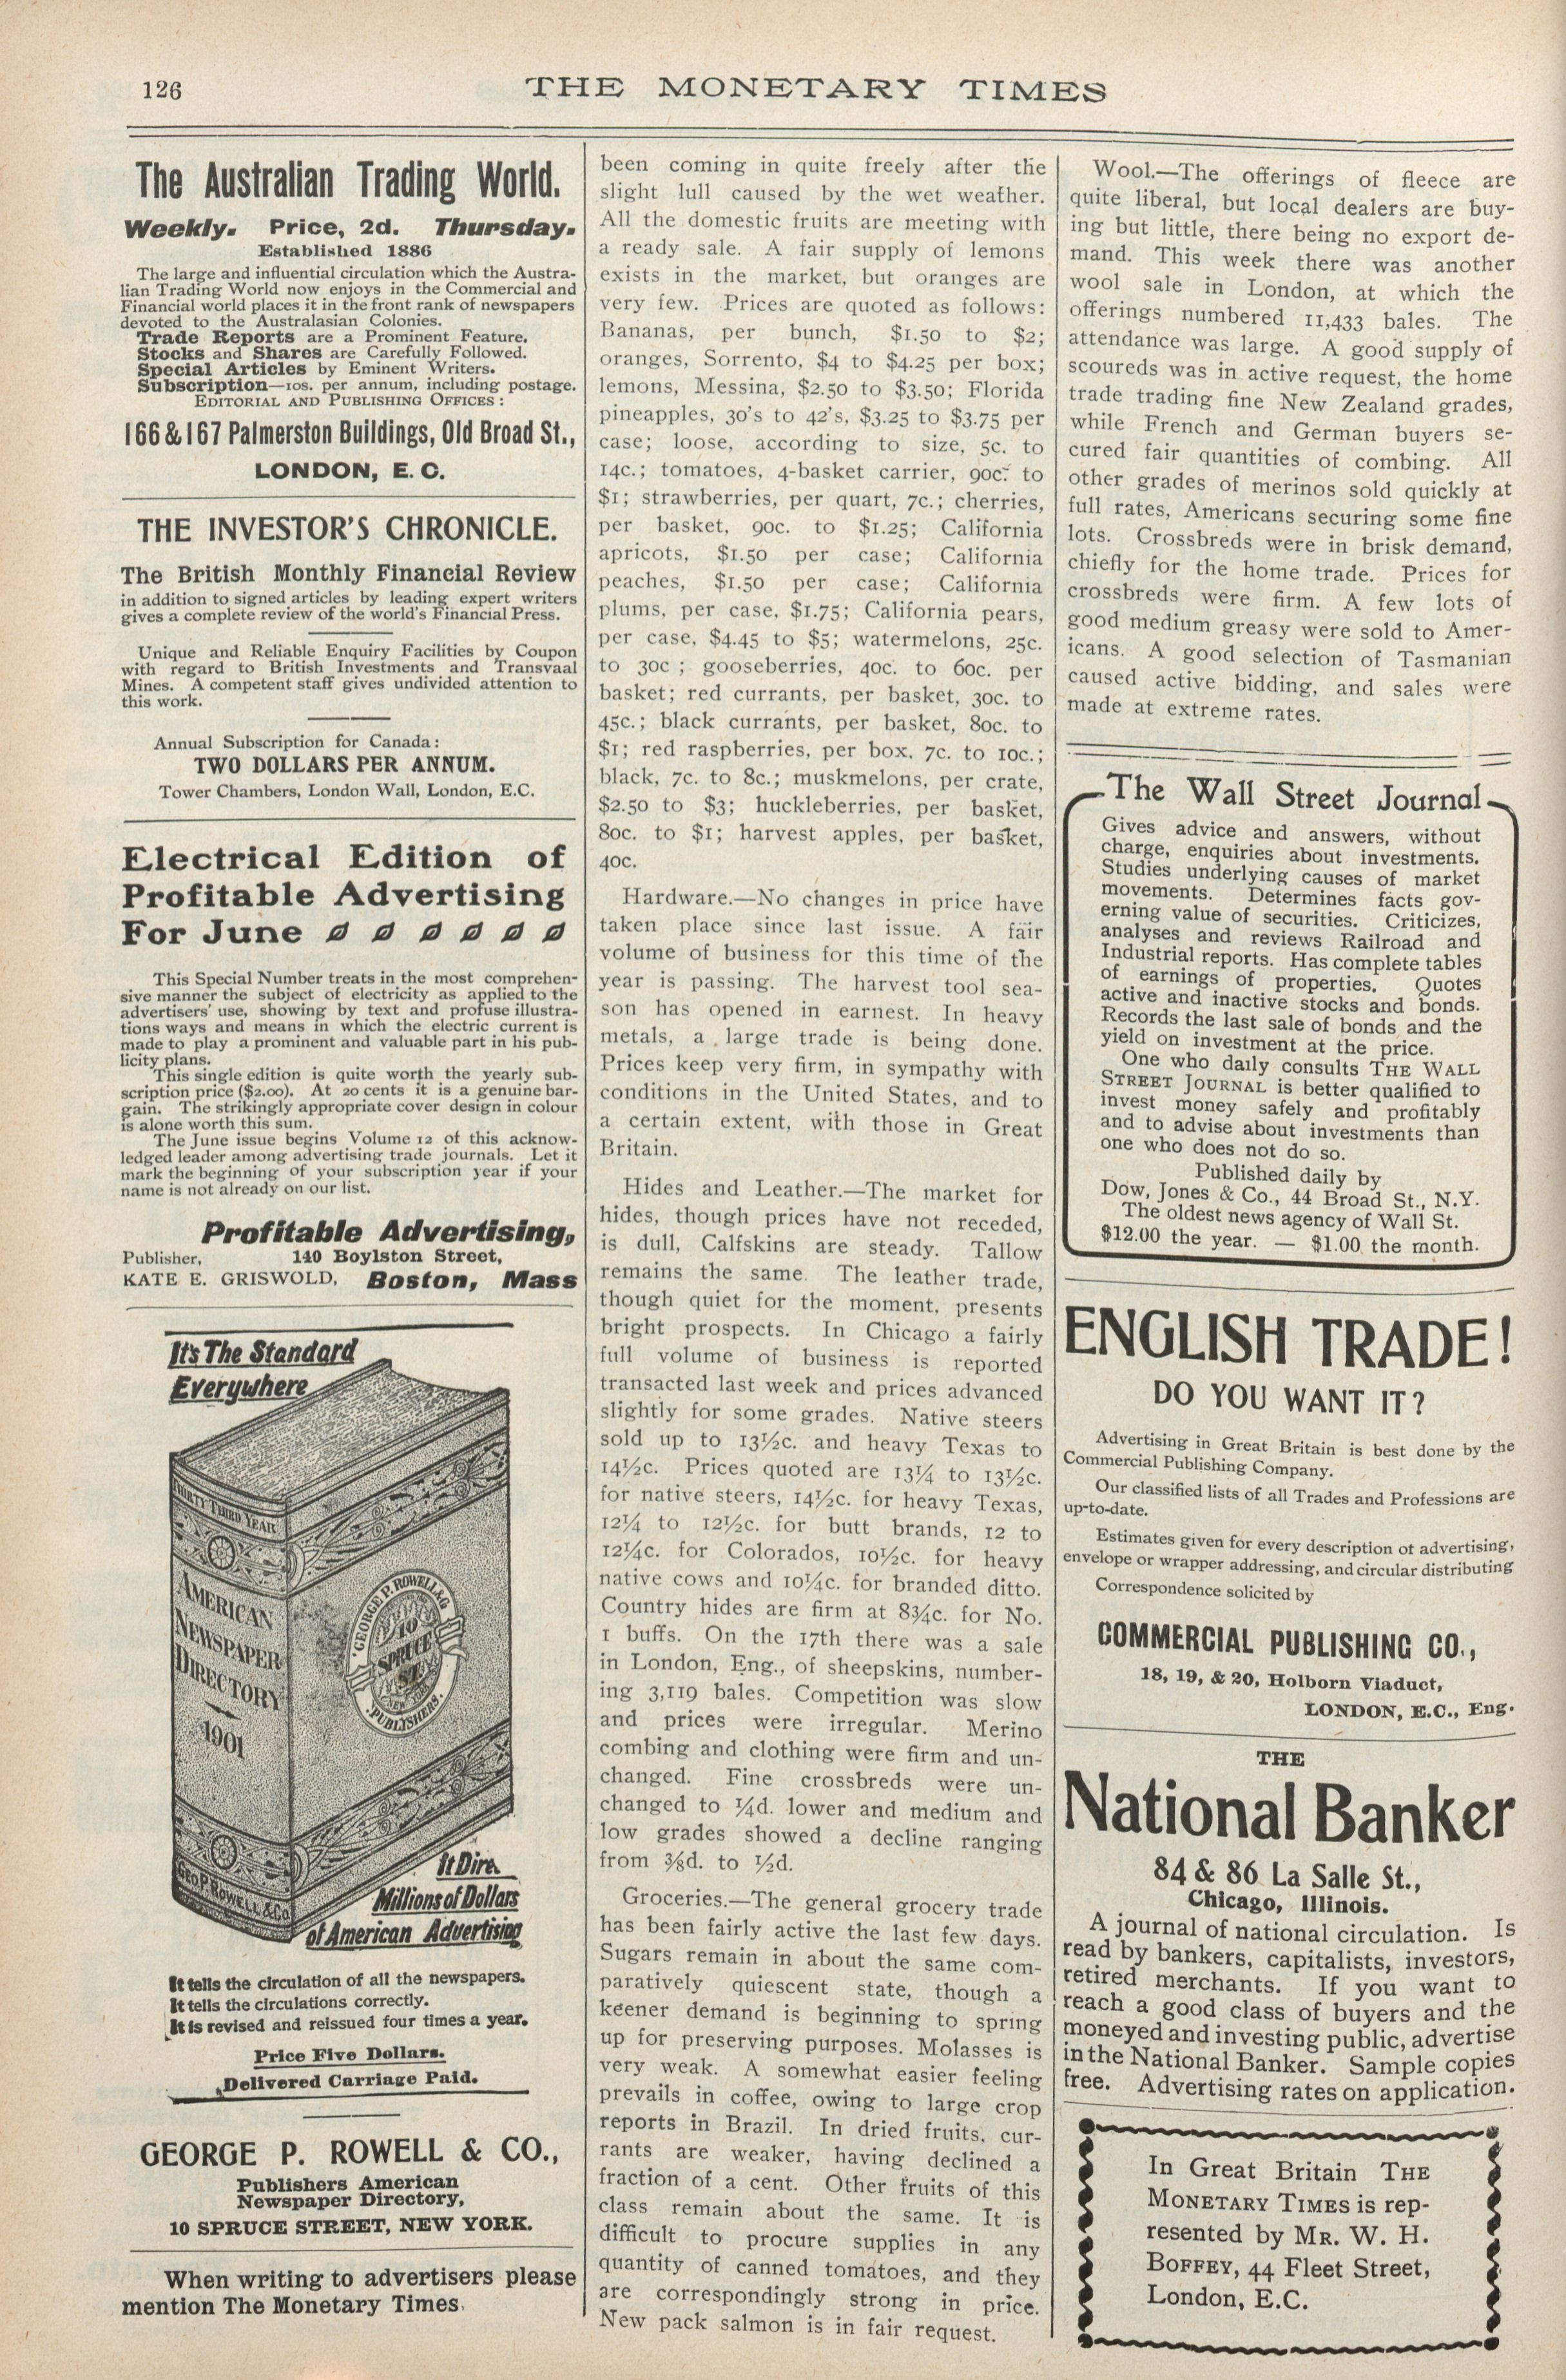 126
THE MONETARY TIMES
The Australian Trading World.
Weekly. Price, 2d. Thursday.
Established 1886
The large and influential circulation which the Austra-
lian Trading World now enjoys in the Commercial and
Financial world places it in the front rank of newspapers
devoted to the Australasian Colonies.
Trade Reports are a Prominent Feature.
Stocks and Shares are Carefully Followed.
Special Articles by Eminent Writers.
Subscription—10s. per annum, including postage.
EDITORIAL AND PUBLISHING OFFICES:
166 & 167 Palmerston Buildings, Old Broad St.,
LONDON, E. C.
THE INVESTOR'S CHRONICLE.
The British Monthly Financial Review
in addition to signed articles by leading expert writers
gives a complete review of the world's Financial Press.
Unique and Reliable Enquiry Facilities by Coupon
with regard to British Investments and Transvaal
Mines. A competent staff gives undivided attention to
this work.
Annual Subscription for Canada:
TWO DOLLARS PER ANNUM.
Tower Chambers, London Wall, London, E.C.
Electrical Edition of
Profitable Advertising
For June
This Special Number treats in the most comprehen-
sive manner the subject of electricity as applied to the
advertisers' use, showing by text and profuse illustra-
tions ways and means in which the electric current is
made to play a prominent and valuable part in his pub-
licity plans.
This single edition is quite worth the yearly sub-
scription price ($2.00). At 20 cents it is a genuine bar-
gain. The strikingly appropriate cover design in colour
is alone worth this sum.
The June issue begins Volume 12 of this acknow-
ledged leader among advertising trade journals. Let it
mark the beginning of your subscription year if your
name is not already on our list.
Profitable Advertising,
Publisher, 140 Boylston Street,
KATE E. GRISWOLD, Boston, Mass
It's The Standard
Everywhere
THIRTY THIRD YEAR
AMERICAN
NEWSPAPER
DIRECTORY
1901
GEO. P. ROWELL & CO
GEORGE P. ROWELL & CO
10
SPRUCE
ST.
NEW YORK
PUBLISHERS.
It Dire
Millions of Dollars
of American Advertising
It tells the circulation of all the newspapers.
It tells the circulations correctly.
It is revised and reissued four times a year.
Price Five Dollars.
Delivered Carriage Paid.
GEORGE P. ROWELL & CO.,
Publishers American
Newspaper Directory,
10 SPRUCE STREET, NEW YORK.
When writing to advertisers please
mention The Monetary Times.
been coming in quite freely after the
slight lull caused by the wet weather.
All the domestic fruits are meeting with
a ready sale. A fair supply of lemons
exists in the market, but oranges are
very few. Prices are quoted as follows:
Bananas, per bunch, $1.50 to $2;
oranges, Sorrento, $4 to $4.25 per box;
lemons, Messina, $2.50 to $3.50; Florida
pineapples, 30's to 42's, $3.25 to $3.75 per
case; loose, according to size, 5c. to
14c.; tomatoes, 4-basket carrier, 90c. to
$1; strawberries, per quart, 7c.; cherries,
per basket, 90c. to $1.25; California
apricots, $1.50 per case; California
peaches, $1.50 per case; California
plums, per case, $1.75; California pears,
per case, $4.45 to $5; watermelons, 25c.
to 30c ; gooseberries, 40c. to 60c. per
basket; red currants, per basket, 30c. to
45c.; black currants, per basket, 80c. to
$1; red raspberries, per box, 7c. to 10c.;
black, 7c. to 8c.; muskmelons, per crate,
$2.50 to $3; huckleberries, per basket,
80c. to $1; harvest apples, per basket,
40c.
Hardware.—No changes in price have
taken place since last issue. A fair
volume of business for this time of the
year is passing. The harvest tool sea-
son has opened in earnest. In heavy
metals, a large trade is being done.
Prices keep very firm, in sympathy with
conditions in the United States, and to
a certain extent, with those in Great
Britain.
Hides and Leather.—The market for
hides, though prices have not receded,
is dull, Calfskins are steady. Tallow
remains the same. The leather trade,
though quiet for the moment, presents
bright prospects. In Chicago a fairly
full volume of business is reported
transacted last week and prices advanced
slightly for some grades. Native steers
sold up to 13½c. and heavy Texas to
14½c. Prices quoted are 13¼ to 13½c.
for native steers, 14½c. for heavy Texas,
12¼ to 12½c. for butt brands, 12 to
12¼c. for Colorados, 10½c. for heavy
native cows and 10¼c. for branded ditto.
Country hides are firm at 8¾c. for No.
1 buffs. On the 17th there was a sale
in London, Eng., of sheepskins, number-
ing 3,119 bales. Competition was slow
and prices were irregular. Merino
combing and clothing were firm and un-
changed. Fine crossbreds were un-
changed to ¼d. lower and medium and
low grades showed a decline ranging
from ⅜d. to ½d.
Groceries.—The general grocery trade
has been fairly active the last few days.
Sugars remain in about the same com-
paratively quiescent state, though a
keener demand is beginning to spring
up for preserving purposes. Molasses is
very weak. A somewhat easier feeling
prevails in coffee, owing to large crop
reports in Brazil. In dried fruits, cur-
rants are weaker, having declined a
fraction of a cent. Other fruits of this
class remain about the same. It is
difficult to procure supplies in any
quantity of canned tomatoes, and they
are correspondingly strong in price.
New pack salmon is in fair request.
Wool.—The offerings of fleece are
quite liberal, but local dealers are buy-
ing but little, there being no export de-
mand. This week there was another
wool sale in London, at which the
offerings numbered 11,433 bales. The
attendance was large. A good supply of
scoureds was in active request, the home
trade trading fine New Zealand grades,
while French and German buyers se-
cured fair quantities of combing. All
other grades of merinos sold quickly at
full rates, Americans securing some fine
lots. Crossbreds were in brisk demand,
chiefly for the home trade. Prices for
crossbreds were firm. A few lots of
good medium greasy were sold to Amer-
icans. A good selection of Tasmanian
caused active bidding, and sales were
made at extreme rates.
The Wall Street Journal
Gives advice and answers, without
charge, enquiries about investments.
Studies underlying causes of market
movements. Determines facts gov-
erning value of securities. Criticizes,
analyses and reviews Railroad and
Industrial reports. Has complete tables
of earnings of properties. Quotes
active and inactive stocks and bonds.
Records the last sale of bonds and the
yield on investment at the price.
One who daily consults THE WALL
STREET JOURNAL is better qualified to
invest money safely and profitably
and to advise about investments than
one who does not do so.
Published daily by
Dow, Jones & Co., 44 Broad St., N.Y.
The oldest news agency of Wall St.
$12.00 the year. — $1.00 the month.
ENGLISH TRADE!
DO YOU WANT IT?
Advertising in Great Britain is best done by the
Commercial Publishing Company.
Our classified lists of all Trades and Professions are
up-to-date.
Estimates given for every description of advertising,
envelope or wrapper addressing, and circular distributing
Correspondence solicited by
COMMERCIAL PUBLISHING CO.,
18, 19, & 20, Holborn Viaduct,
LONDON, E.C., Eng.
THE
National Banker
84 & 86 La Salle St.,
Chicago, Illinois.
A journal of national circulation. Is
read by bankers, capitalists, investors,
retired merchants. If you want to
reach a good class of buyers and the
moneyed and investing public, advertise
in the National Banker. Sample copies
free. Advertising rates on application.
In Great Britain THE
MONETARY TIMES is rep-
resented by MR. W. H.
BOFFEY, 44 Fleet Street,
London, E.C.